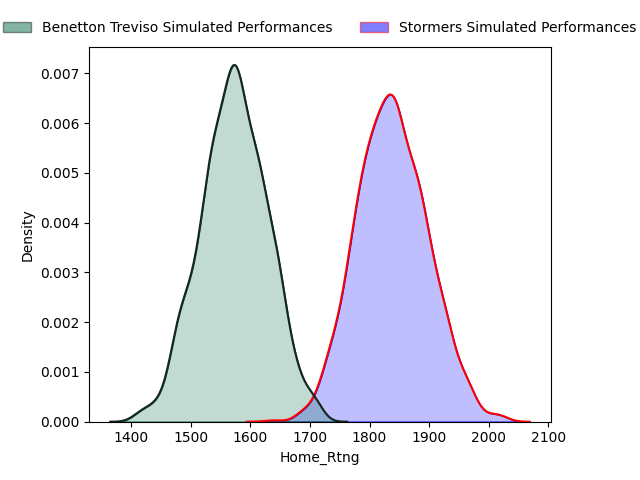 Benetton Treviso Simulated Performances
Stormers Simulated Performances
0.007
0.006
0.005
0.004
0.003
0.002
0.001
0.000
Density
1400 1500 1600 1700 1800 1900 2000 2100
Home_Rtng